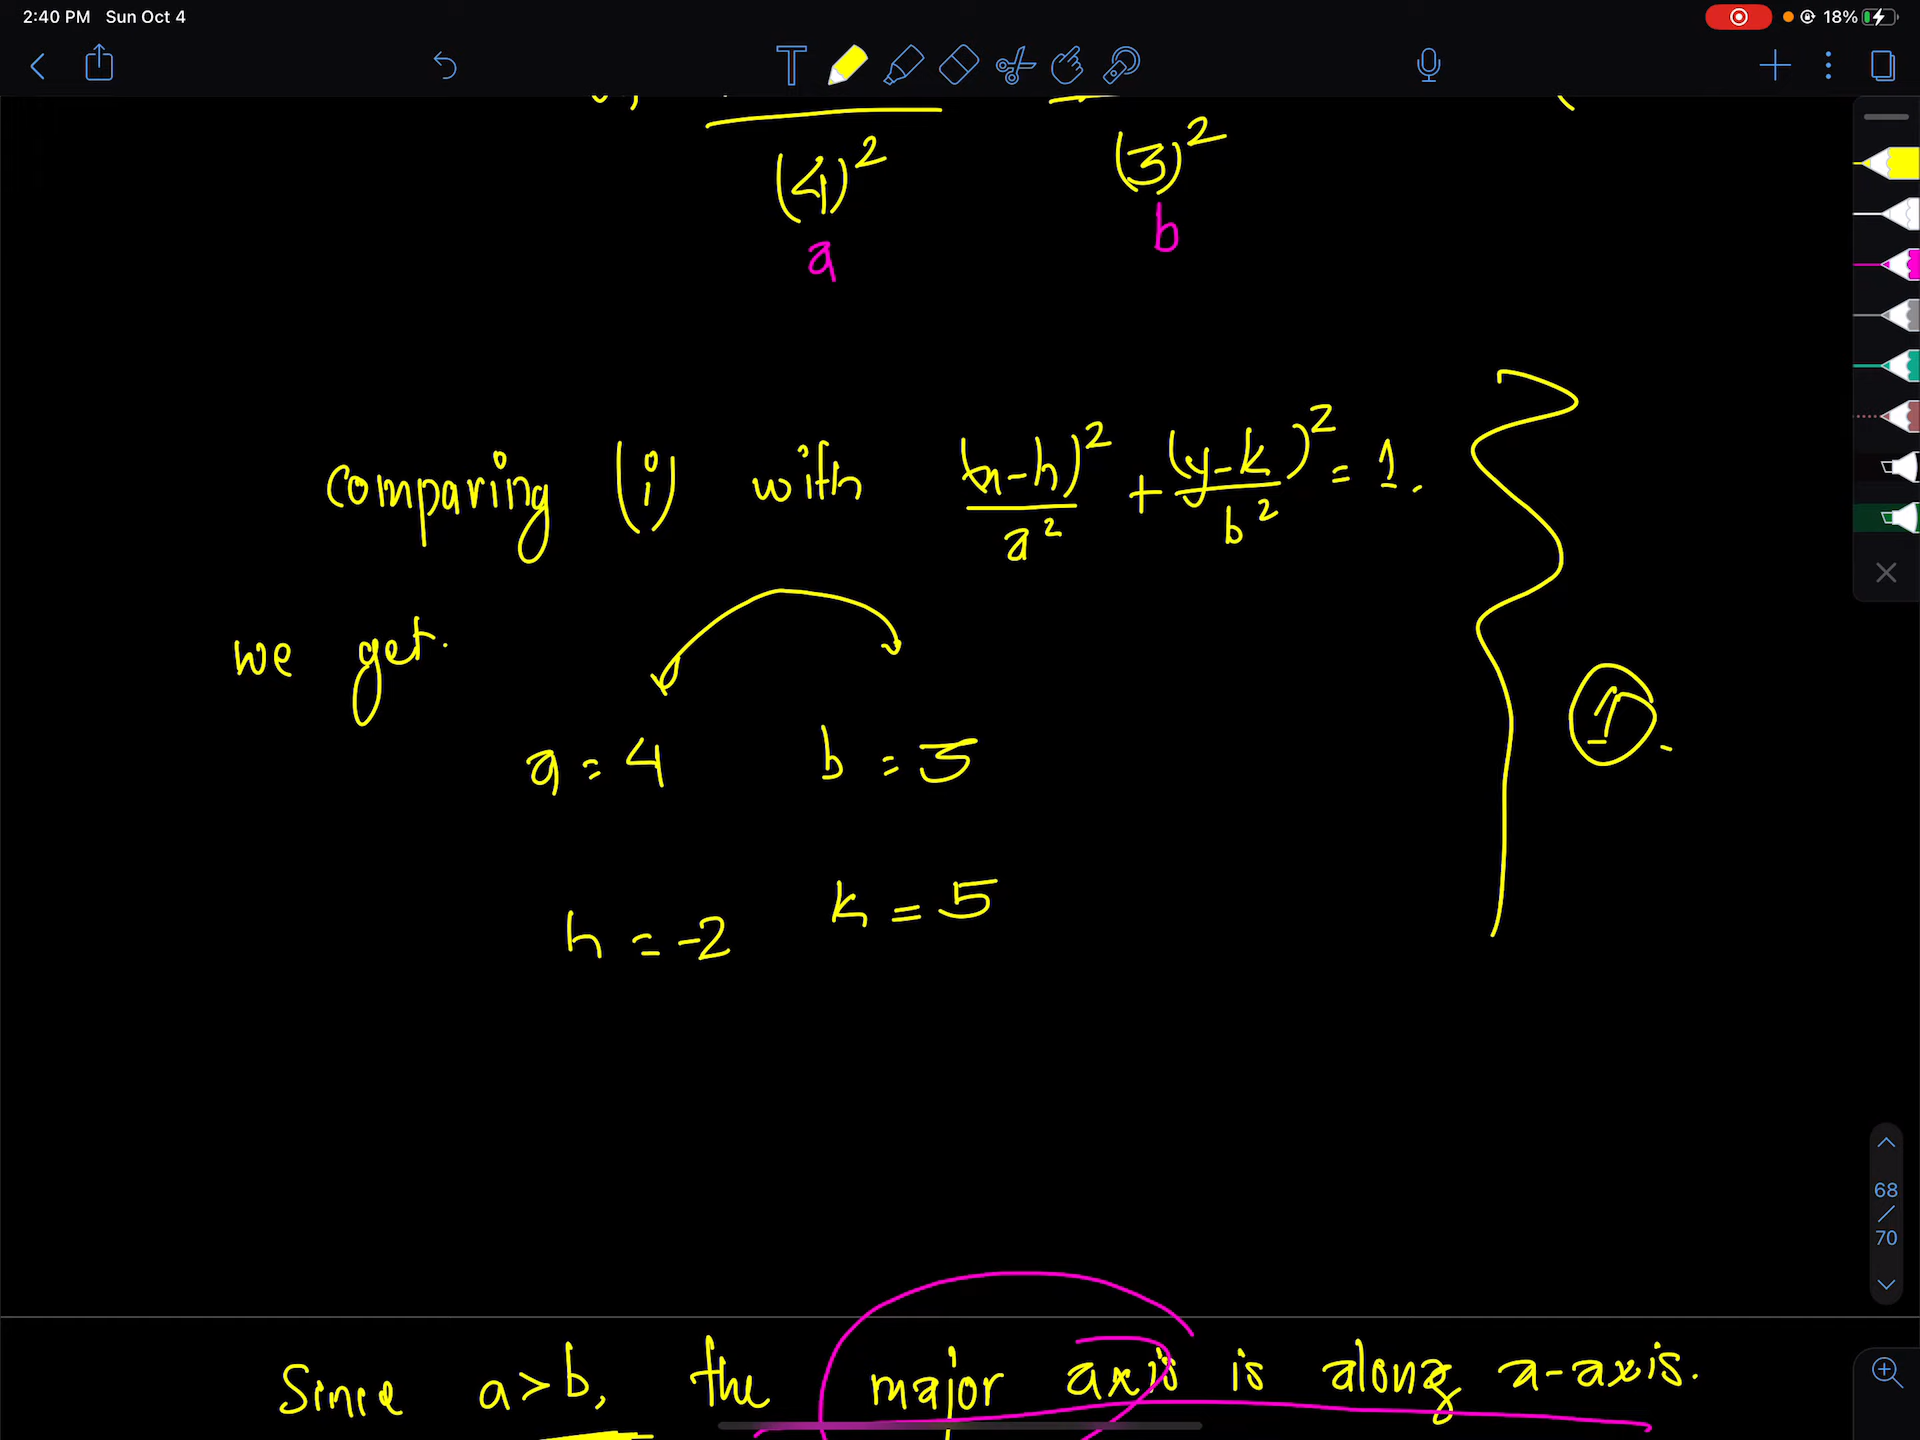 2:40 PM Sun Oct 4 18%
(4)² (3)²
a b
comparing (i) with (x-h)²/a² + (y-k)²/b² = 1.
we get.
1
a = 4 b = 3
h = -2 k = 5
68
/
70
Since a > b, the major axis is along x-axis.